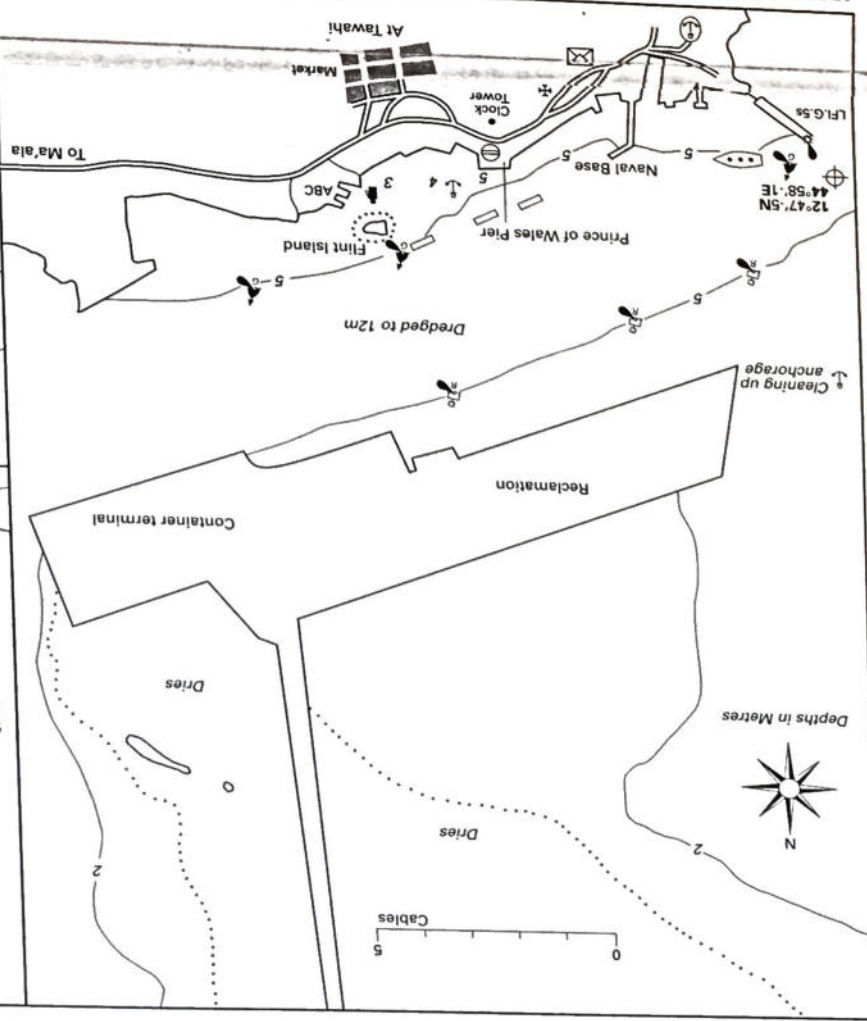 0 5
Cables
2
2
N
Dries
Depths in Metres
Dries
Container terminal
Reclamation
Cleaning up
anchorage
Q
R
Dredged to 12m
Q
R
5
Q
R
5
G
Flint Island
G
Prince of Wales Pier
12°47'·5N
44°58'·1E
ABC
3
4
5
Naval Base
5
5
G
To Ma'ala
Clock
Tower
LFl.G.5s
Market
At Tawahi